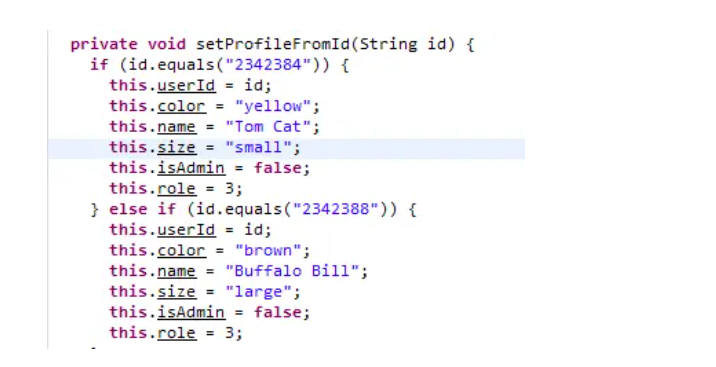 private void setProfileFromId(String id) {
if (id.equals("2342384")) {
this.userId = id;
this.color = "yellow";
this.name = "Tom Cat";
this.size = "small";
this.isAdmin = false;
this.role = 3;
} else if (id.equals("2342388")) {
this.userId = id;
this.color = "brown";
this.name = "Buffalo Bill";
this.size = "large";
this.isAdmin = false;
this.role = 3;